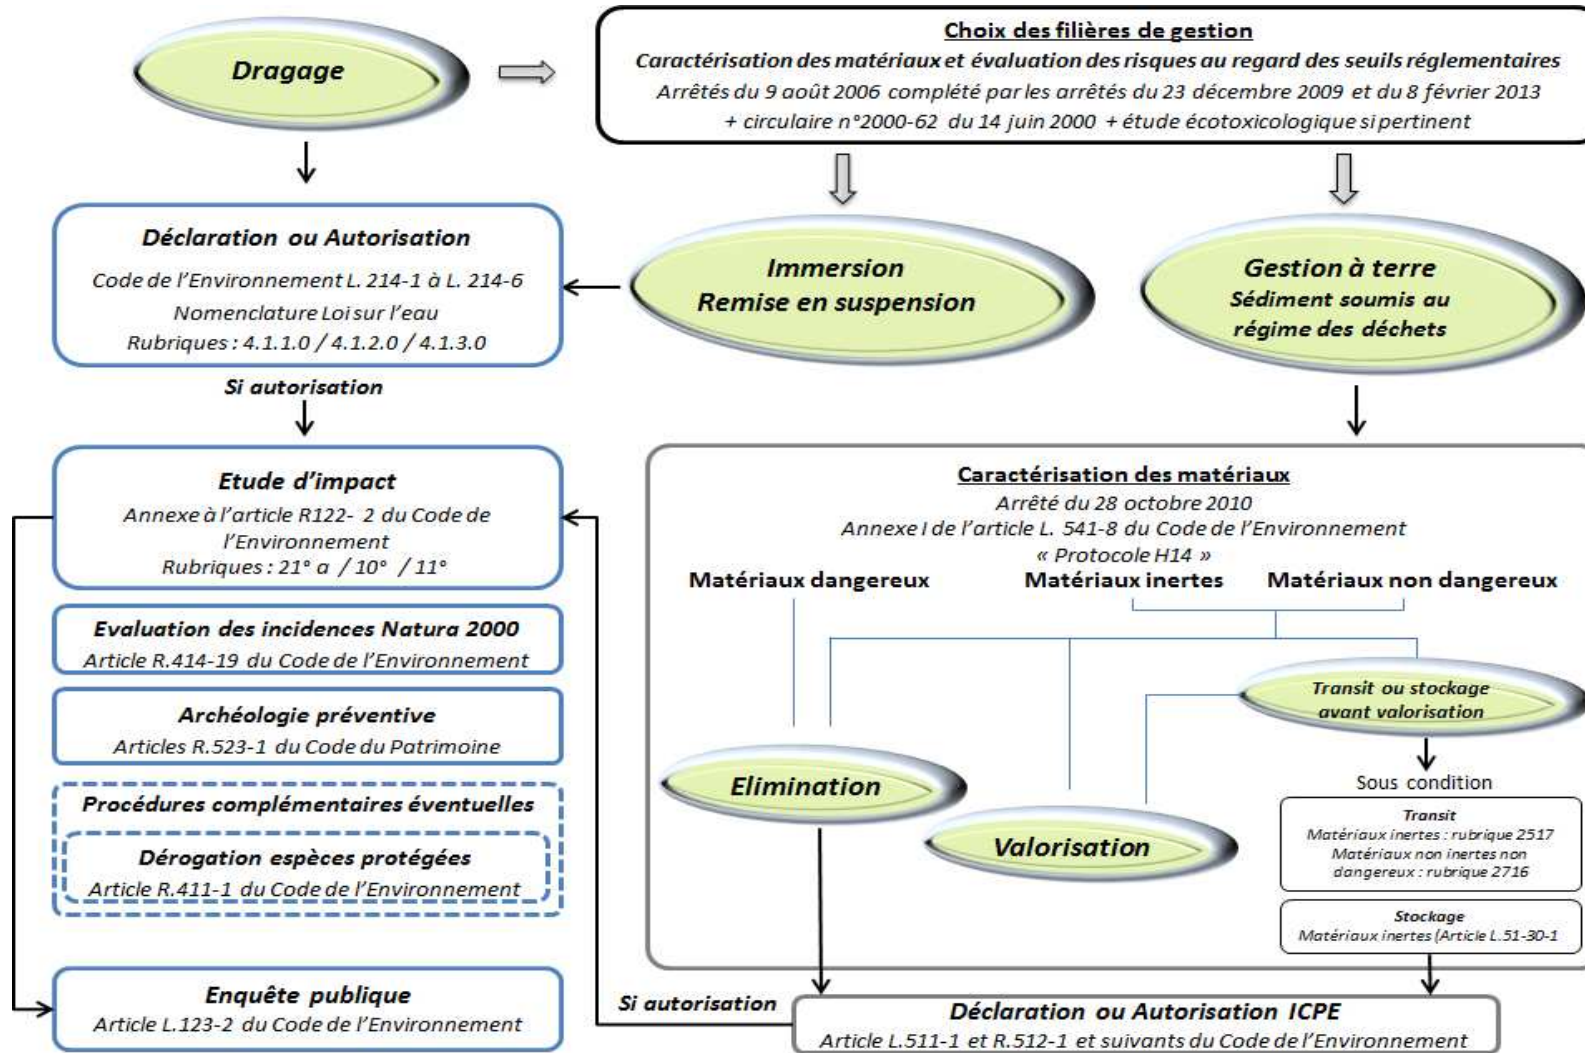 Dragage
Choix des filières de gestion
Caractérisation des matériaux et évaluation des risques au regard des seuils réglementaires
Arrêtés du 9 août 2006 complété par les arrêtés du 23 décembre 2009 et du 8 février 2013
+ circulaire n°2000-62 du 14 juin 2000 + étude écotoxicologique si pertinent
Déclaration ou Autorisation
Code de l'Environnement L. 214-1 à L. 214-6
Nomenclature Loi sur l'eau
Rubriques : 4.1.1.0 / 4.1.2.0 / 4.1.3.0
Immersion
Remise en suspension
Gestion à terre
Sédiment soumis au
régime des déchets
Si autorisation
Etude d'impact
Annexe à l'article R122- 2 du Code de
l'Environnement
Rubriques : 21° a / 10° / 11°
Evaluation des incidences Natura 2000
Article R.414-19 du Code de l'Environnement
Archéologie préventive
Articles R.523-1 du Code du Patrimoine
Procédures complémentaires éventuelles
Dérogation espèces protégées
Article R.411-1 du Code de l'Environnement
Enquête publique
Article L.123-2 du Code de l'Environnement
Caractérisation des matériaux
Arrêté du 28 octobre 2010
Annexe I de l'article L. 541-8 du Code de l'Environnement
« Protocole H14 »
Matériaux dangereux
Matériaux inertes
Matériaux non dangereux
Transit ou stockage
avant valorisation
Elimination
Valorisation
Sous condition
Transit
Matériaux inertes : rubrique 2517
Matériaux non inertes non
dangereux : rubrique 2716
Stockage
Matériaux inertes (Article L.51-30-1
Si autorisation
Déclaration ou Autorisation ICPE
Article L.511-1 et R.512-1 et suivants du Code de l'Environnement